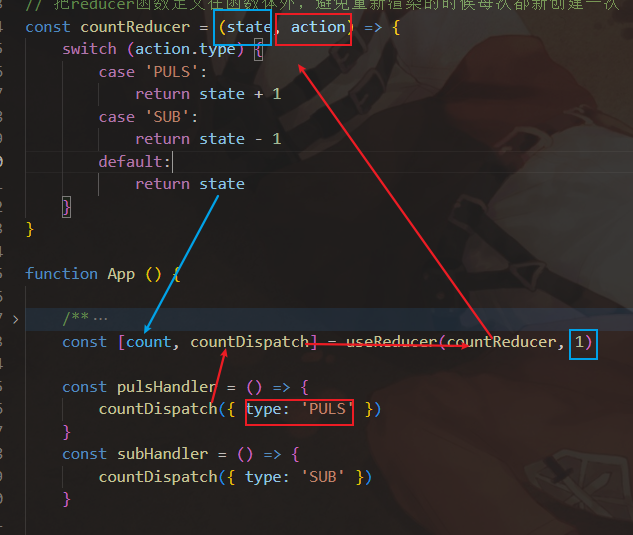 // 把reducer函数定义在函数体外，避免重新渲染的时候每次都新创建一次
const countReducer = (state, action) => {
switch (action.type) {
case 'PULS':
return state + 1
case 'SUB':
return state - 1
default:
return state
}
}
function App () {
/** ...
const [count, countDispatch] = useReducer(countReducer, 1)
const pulsHandler = () => {
countDispatch({ type: 'PULS' })
}
const subHandler = () => {
countDispatch({ type: 'SUB' })
}